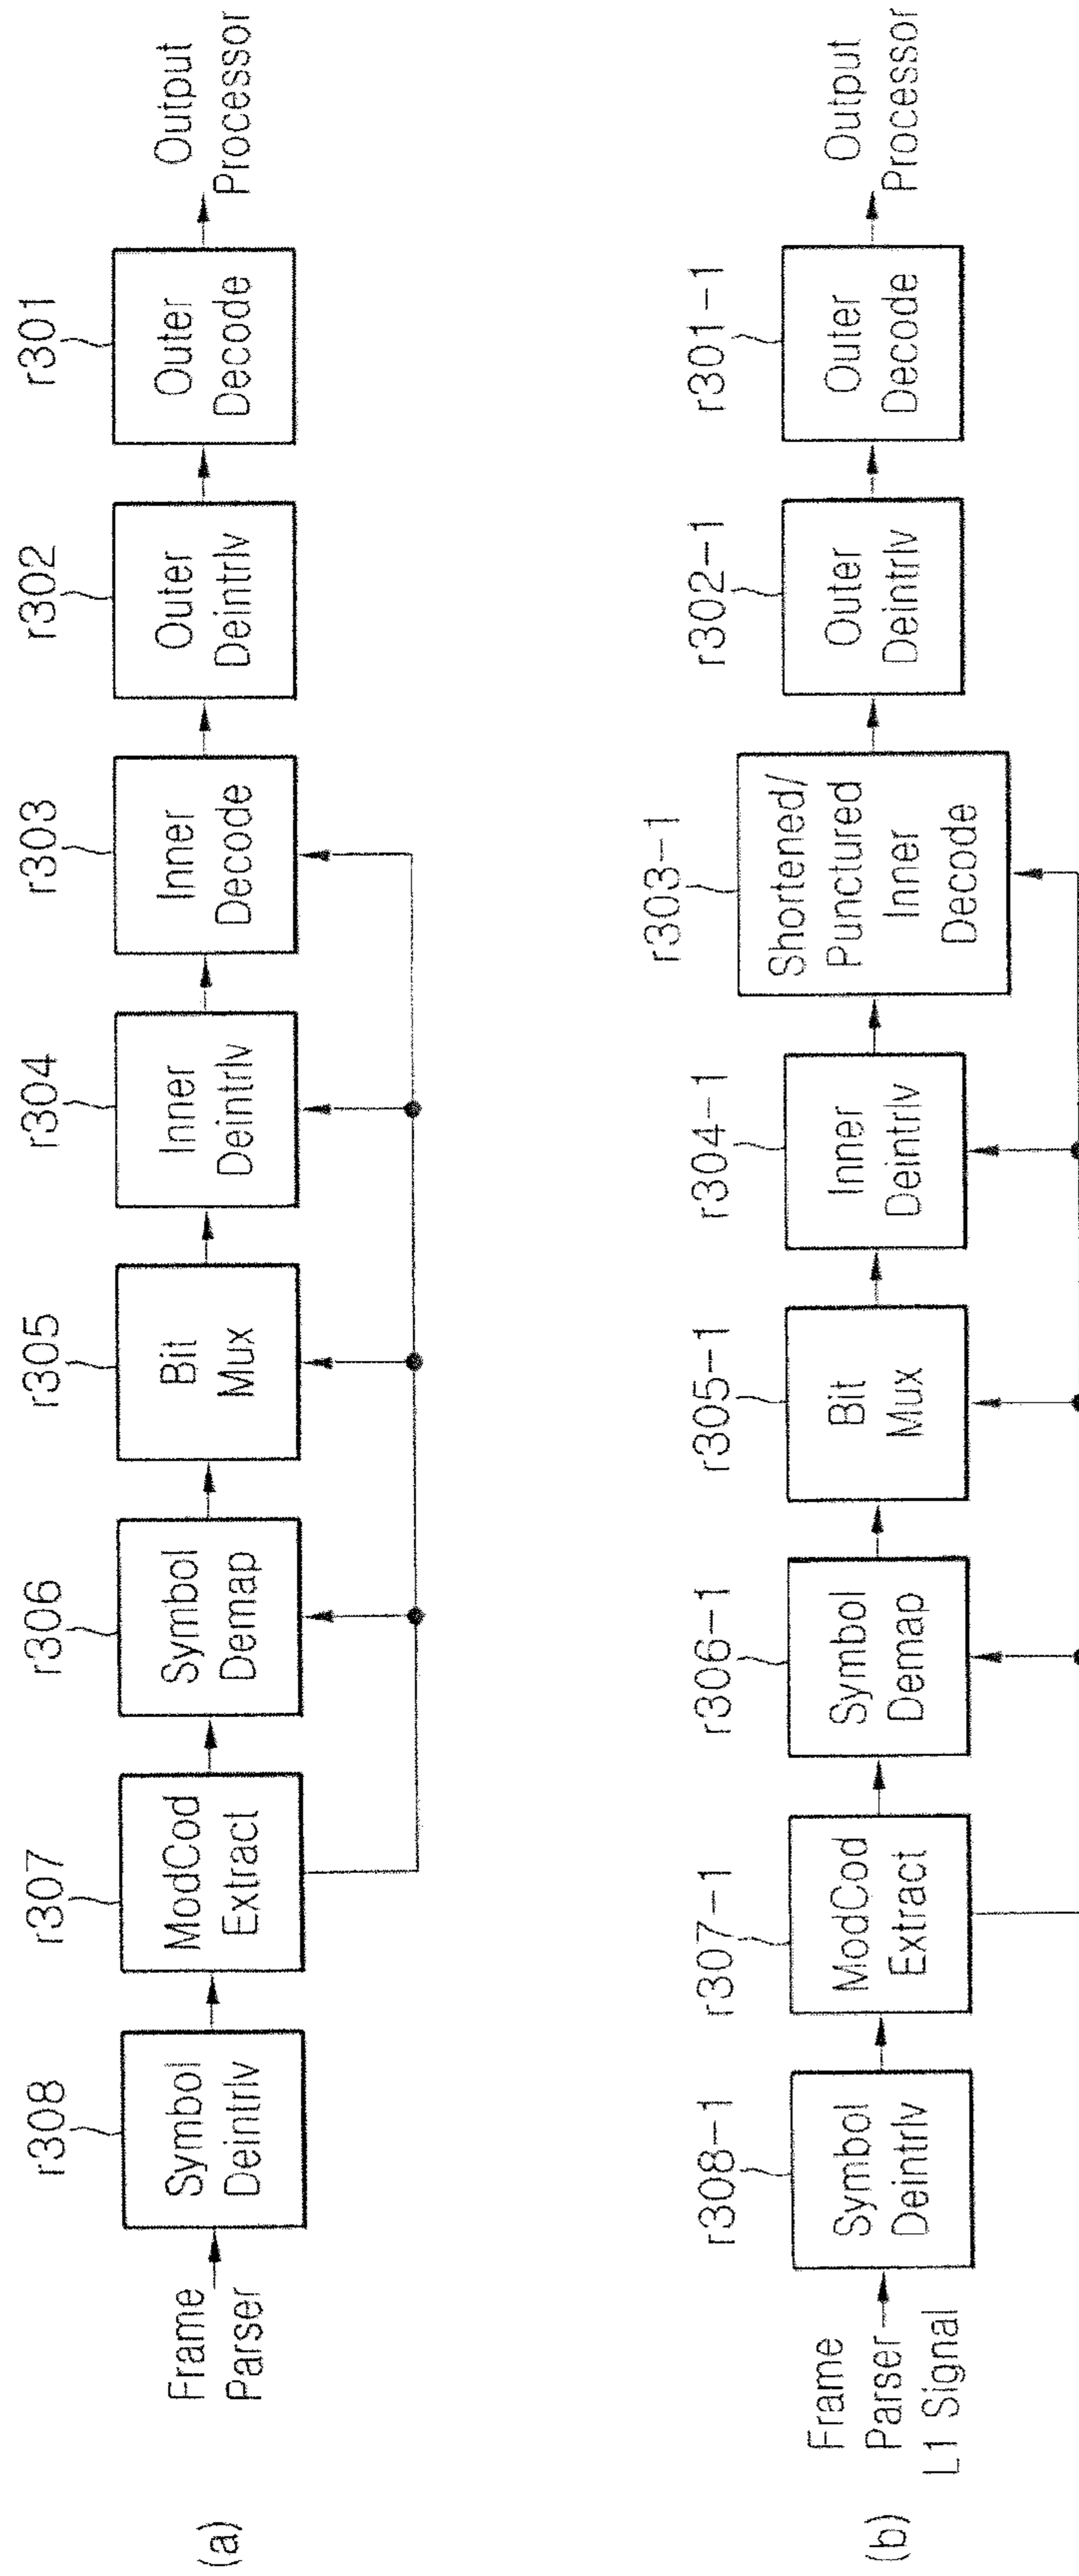 (a)
Frame
Parser
r308
Symbol
Deintrlv
r307
ModCod
Extract
r306
Symbol
Demap
r305
Bit
Mux
r304
Inner
Deintrlv
r303
Inner
Decode
r302
Outer
Deintrlv
r301
Outer
Decode
Output
Processor
(b)
Frame
Parser
L1 Signal
r308-1
Symbol
Deintrlv
r307-1
ModCod
Extract
r306-1
Symbol
Demap
r305-1
Bit
Mux
r304-1
Inner
Deintrlv
r303-1
Shortened/
Punctured
Inner
Decode
r302-1
Outer
Deintrlv
r301-1
Outer
Decode
Output
Processor